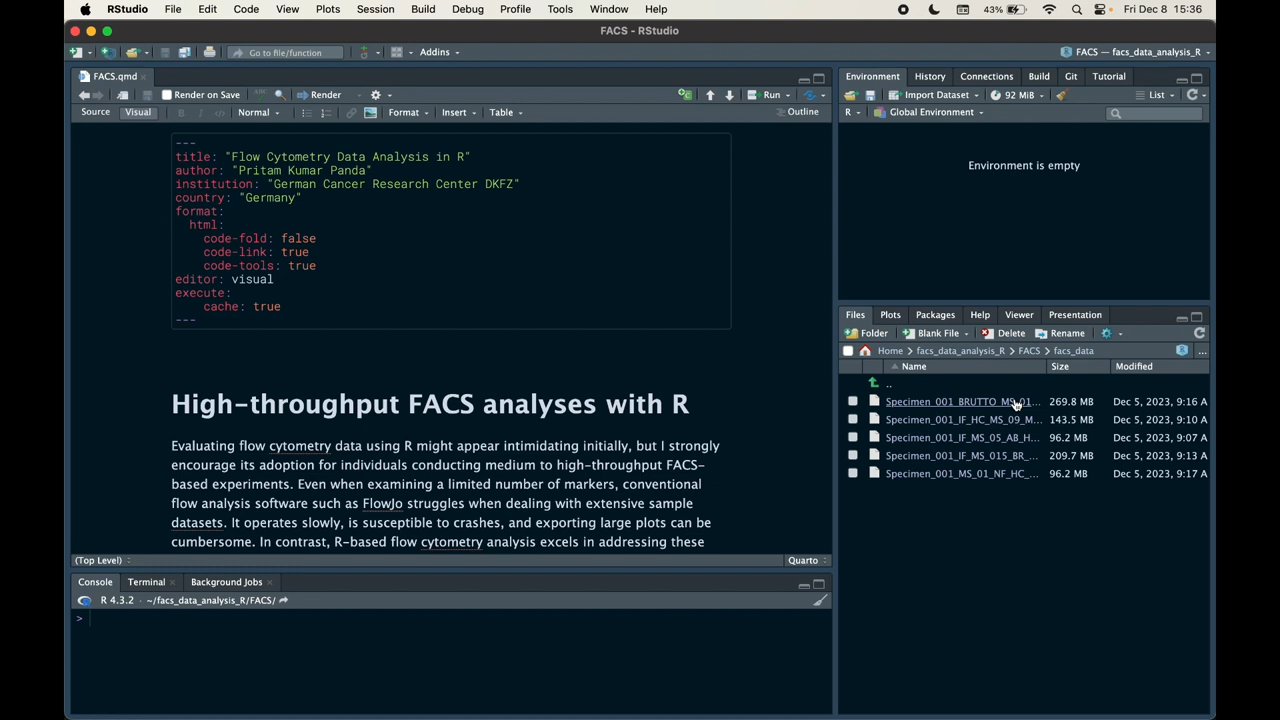 RStudio File Edit Code View Plots Session Build Debug Profile Tools Window Help 43% Fri Dec 8 15:36
FACS - RStudio
Go to file/function Addins FACS — facs_data_analysis_R
FACS.qmd
Render on Save Render Run
Source Visual B I Normal Format Insert Table Outline
---
title: "Flow Cytometry Data Analysis in R"
author: "Pritam Kumar Panda"
institution: "German Cancer Research Center DKFZ"
country: "Germany"
format:
html:
code-fold: false
code-link: true
code-tools: true
editor: visual
execute:
cache: true
---
High-throughput FACS analyses with R
Evaluating flow cytometry data using R might appear intimidating initially, but I strongly
encourage its adoption for individuals conducting medium to high-throughput FACS-
based experiments. Even when examining a limited number of markers, conventional
flow analysis software such as FlowJo struggles when dealing with extensive sample
datasets. It operates slowly, is susceptible to crashes, and exporting large plots can be
cumbersome. In contrast, R-based flow cytometry analysis excels in addressing these
(Top Level) Quarto
Console Terminal Background Jobs
R 4.3.2 · ~/facs_data_analysis_R/FACS/
>
Environment History Connections Build Git Tutorial
Import Dataset 92 MiB List
R Global Environment
Environment is empty
Files Plots Packages Help Viewer Presentation
Folder Blank File Delete Rename
Home > facs_data_analysis_R > FACS > facs_data ...
Name Size Modified
..
Specimen_001_BRUTTO_MS_01... 269.8 MB Dec 5, 2023, 9:16 A
Specimen_001_IF_HC_MS_09_M... 143.5 MB Dec 5, 2023, 9:10 A
Specimen_001_IF_MS_05_AB_H... 96.2 MB Dec 5, 2023, 9:07 A
Specimen_001_IF_MS_015_BR_... 209.7 MB Dec 5, 2023, 9:13 A
Specimen_001_MS_01_NF_HC_... 96.2 MB Dec 5, 2023, 9:17 A